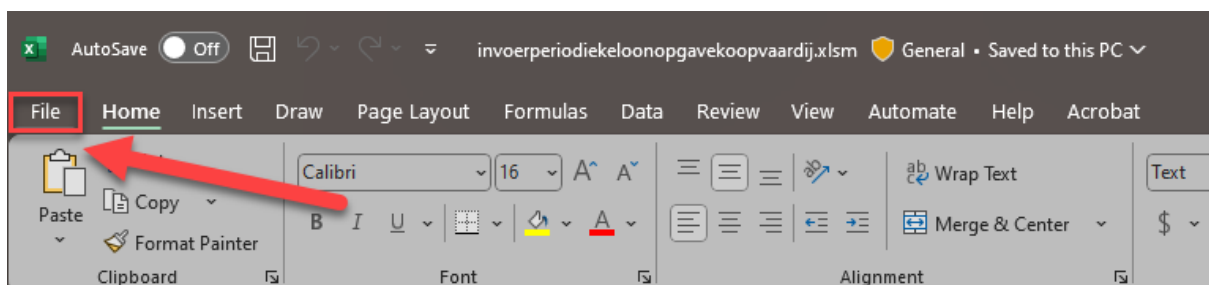 AutoSave Off invoerperiodiekeloonopgavekoopvaardij.xlsm General • Saved to this PC
File Home Insert Draw Page Layout Formulas Data Review View Automate Help Acrobat
Calibri 16 A A ab Wrap Text Text
Paste Copy B I U A Merge & Center $
Format Painter
Clipboard Font Alignment